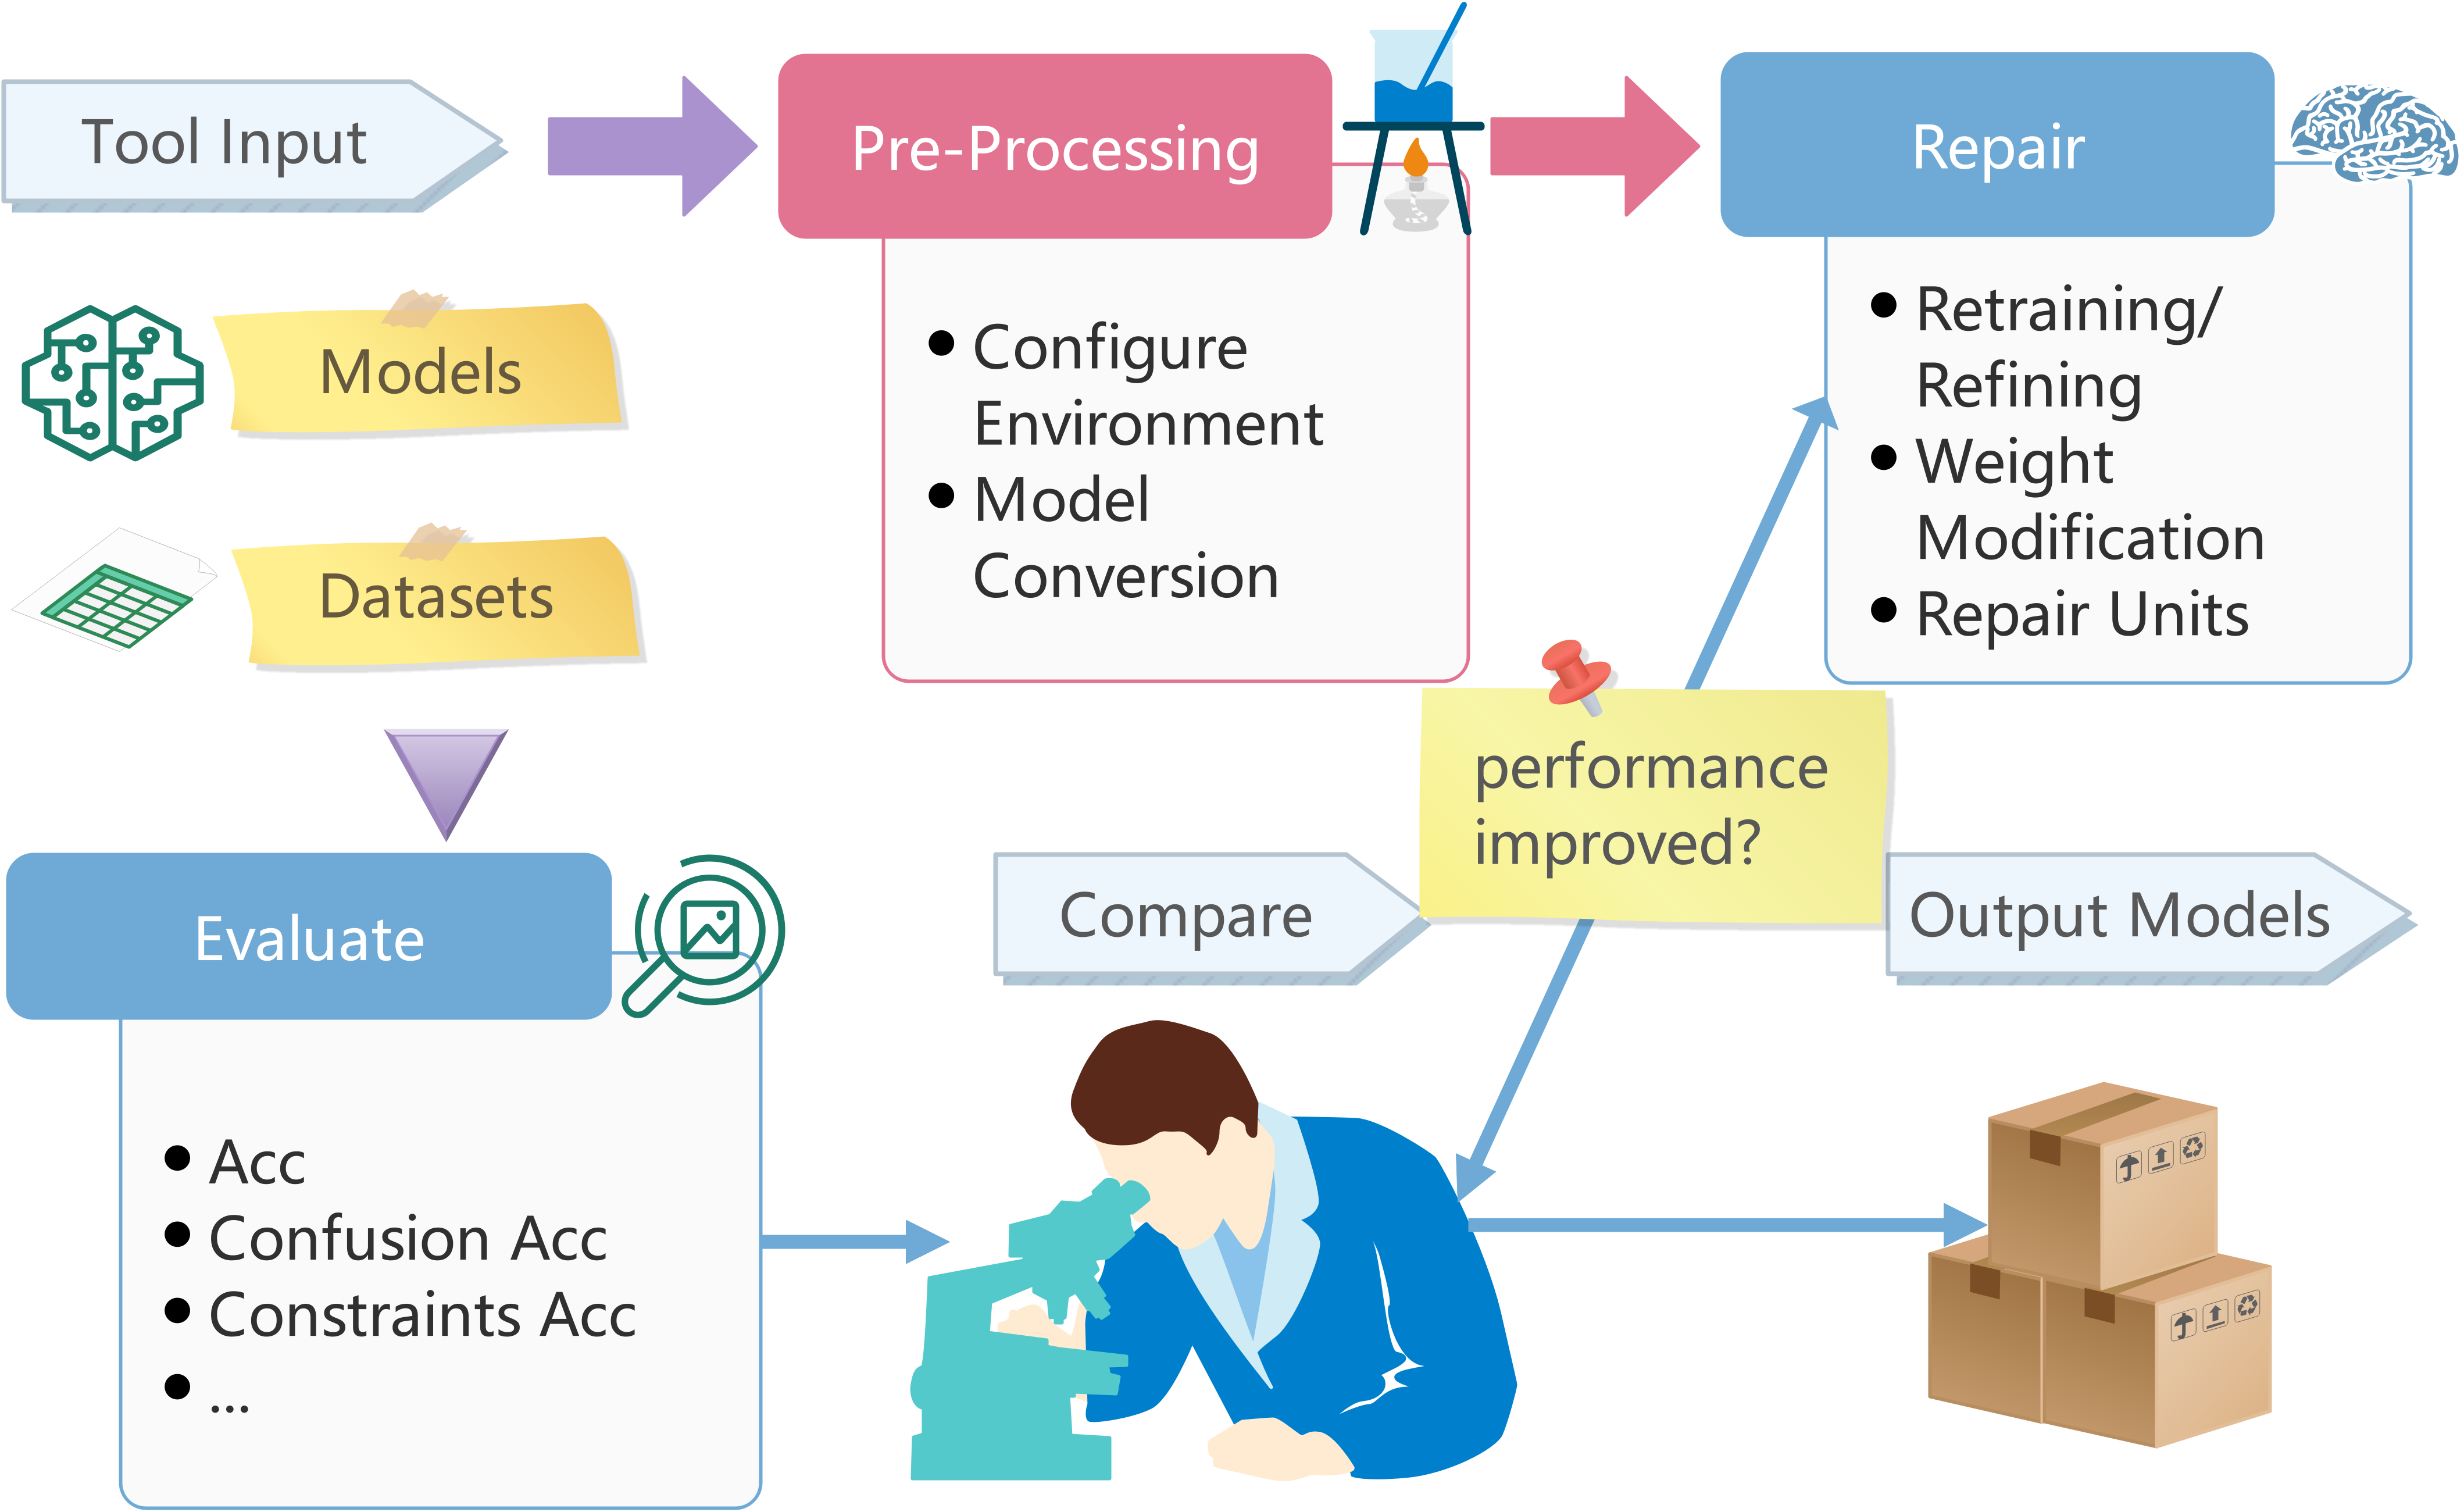 Tool Input
Models
Datasets
Pre-Processing
• Configure
Environment
• Model
Conversion
Repair
• Retraining/
Refining
• Weight
Modification
• Repair Units
Evaluate
• Acc
• Confusion Acc
• Constraints Acc
• ...
Compare
performance
improved?
Output Models